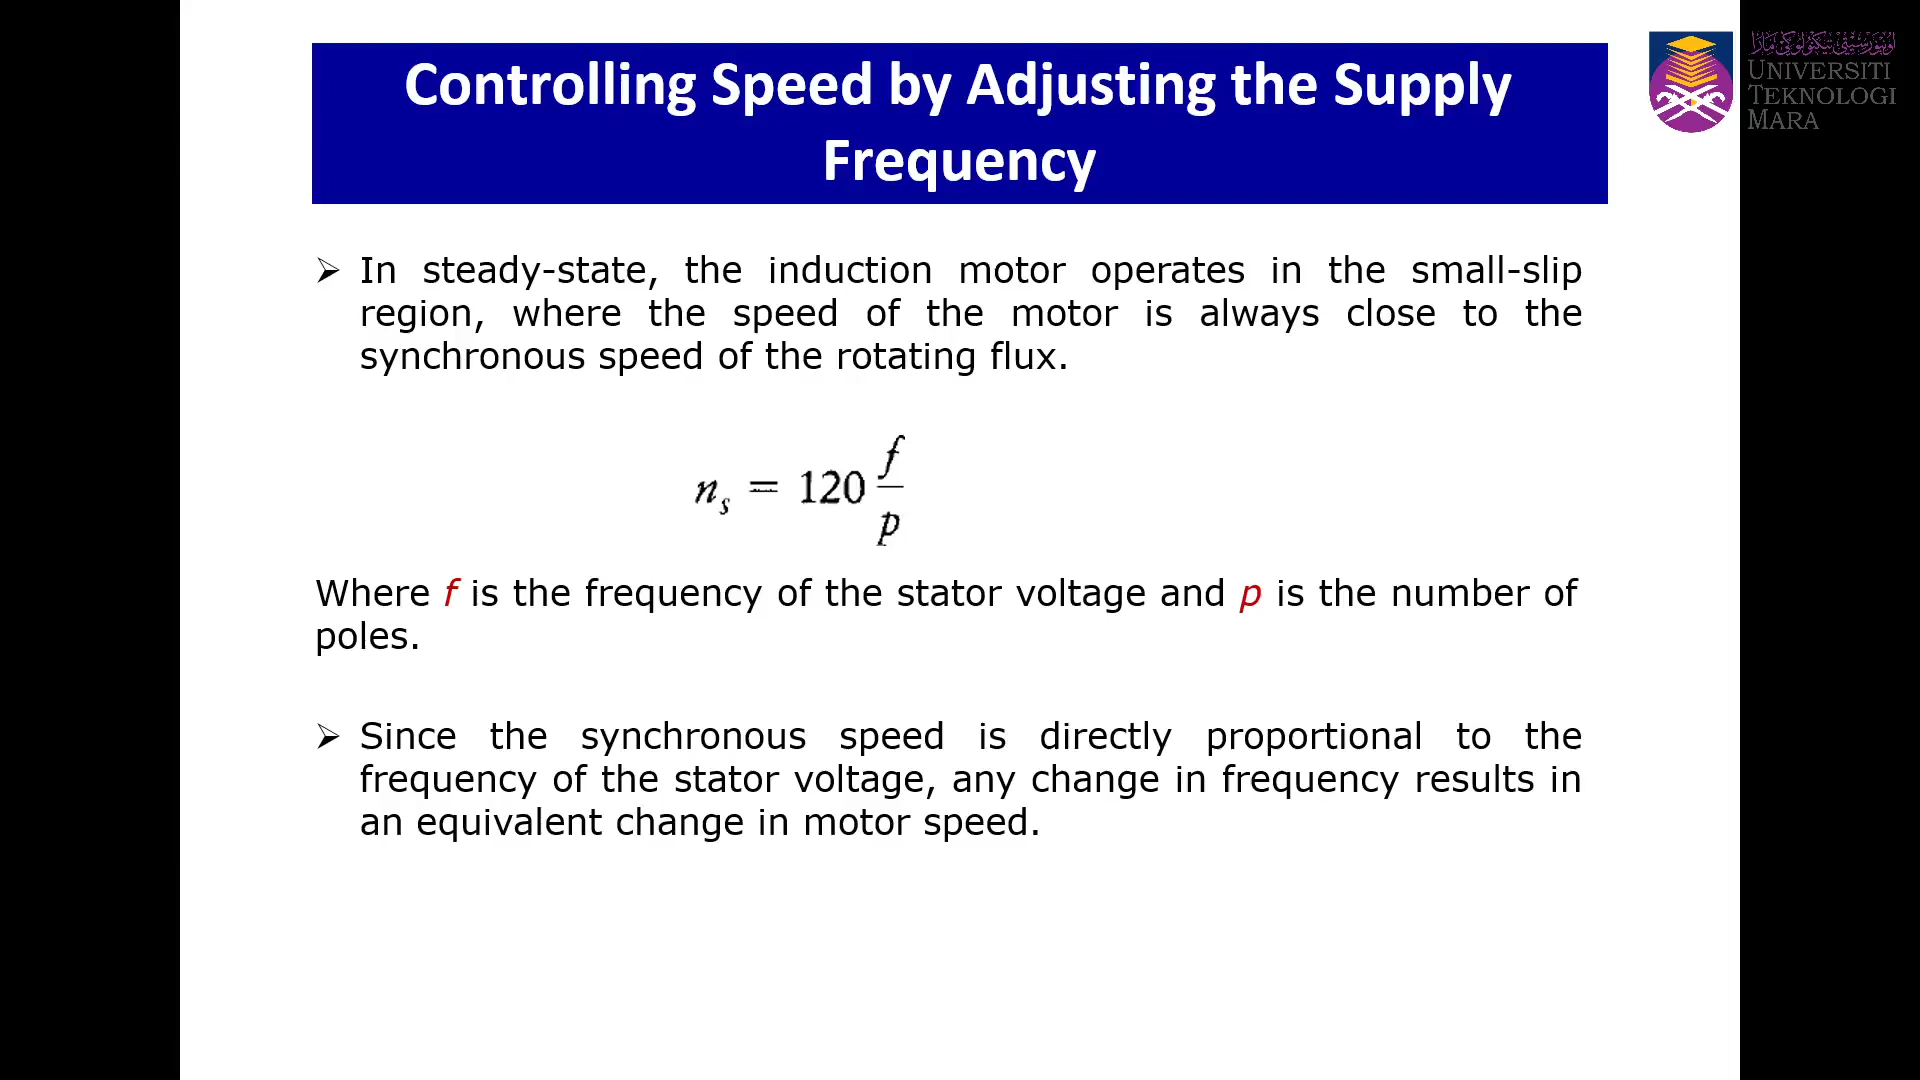 Controlling Speed by Adjusting the Supply
Frequency
اونيۏرسيتي تيكنولوڬي مارا
UNIVERSITI
TEKNOLOGI
MARA
➢ In steady-state, the induction motor operates in the small-slip
region, where the speed of the motor is always close to the
synchronous speed of the rotating flux.
n_s = 120 f/p
Where f is the frequency of the stator voltage and p is the number of
poles.
➢ Since the synchronous speed is directly proportional to the
frequency of the stator voltage, any change in frequency results in
an equivalent change in motor speed.